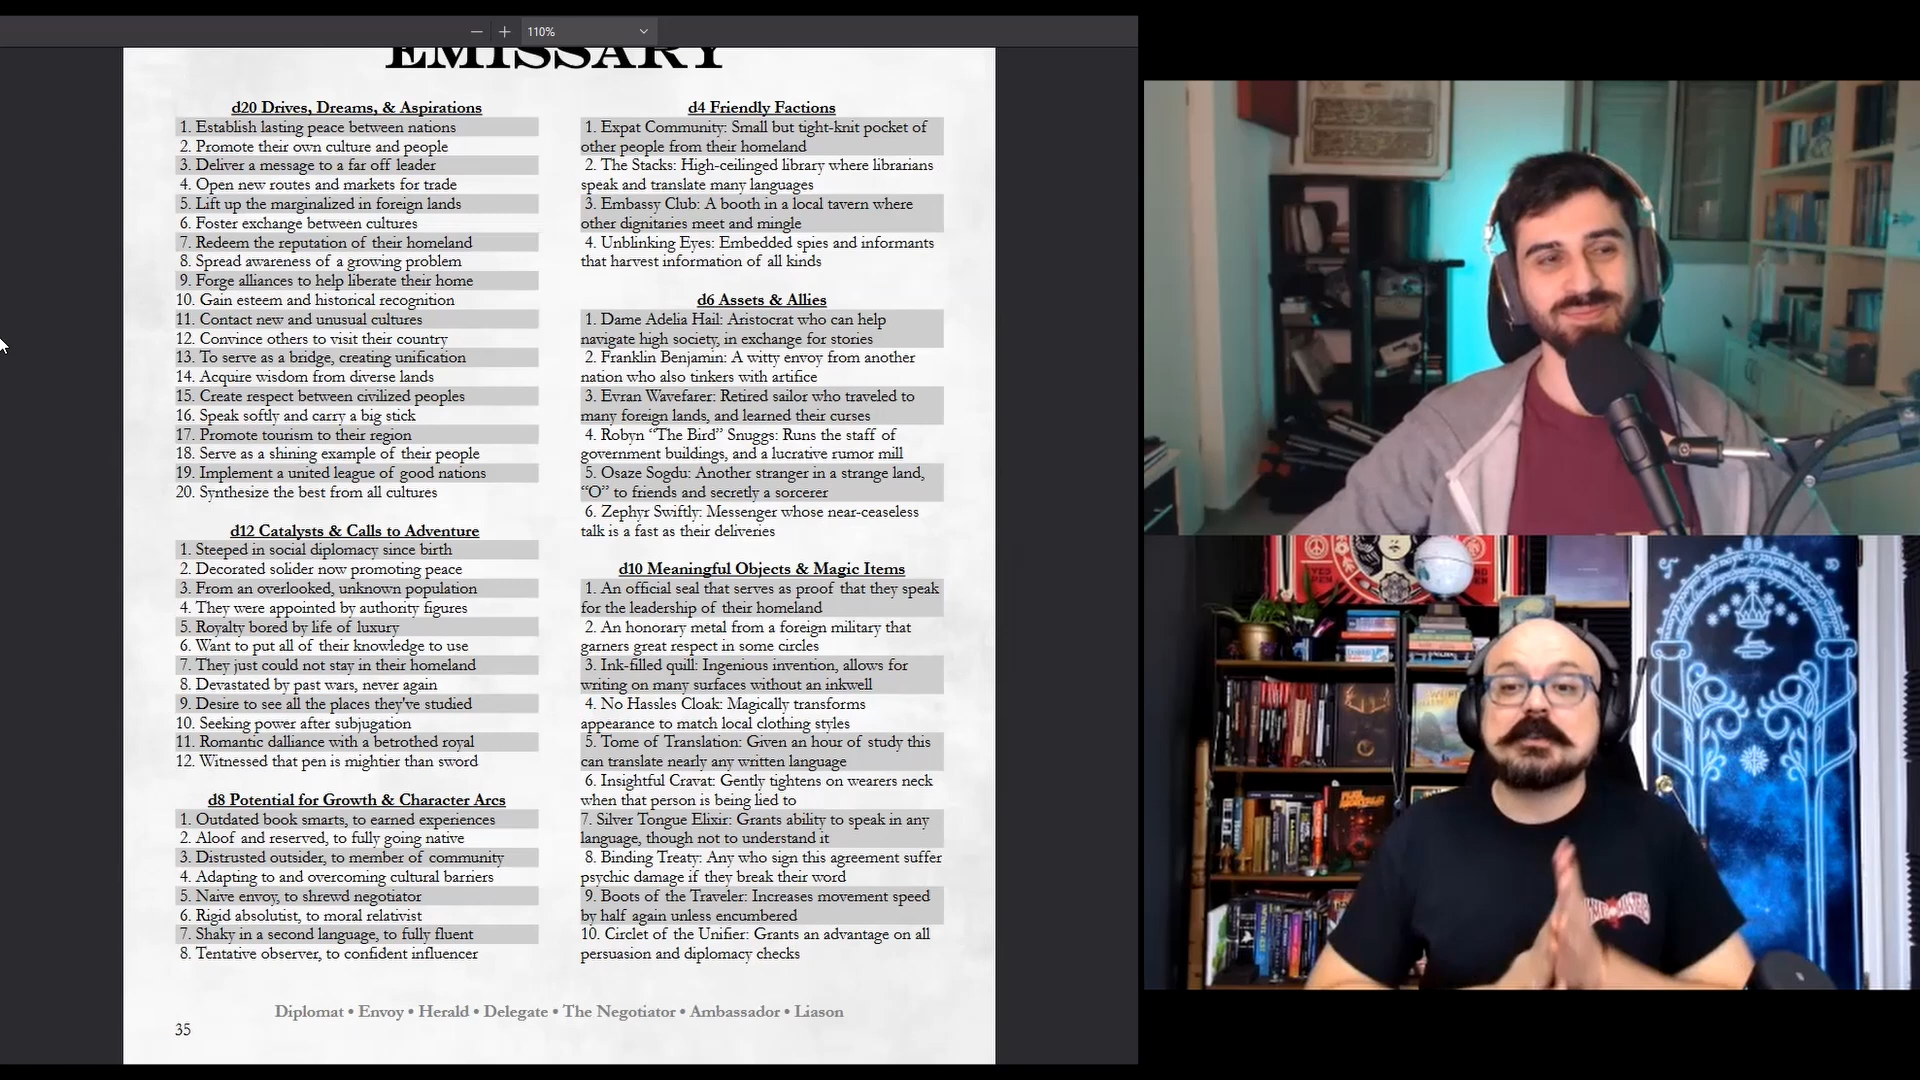 110%
EMISSARY
d20 Drives, Dreams, & Aspirations
1. Establish lasting peace between nations
2. Promote their own culture and people
3. Deliver a message to a far off leader
4. Open new routes and markets for trade
5. Lift up the marginalized in foreign lands
6. Foster exchange between cultures
7. Redeem the reputation of their homeland
8. Spread awareness of a growing problem
9. Forge alliances to help liberate their home
10. Gain esteem and historical recognition
11. Contact new and unusual cultures
12. Convince others to visit their country
13. To serve as a bridge, creating unification
14. Acquire wisdom from diverse lands
15. Create respect between civilized peoples
16. Speak softly and carry a big stick
17. Promote tourism to their region
18. Serve as a shining example of their people
19. Implement a united league of good nations
20. Synthesize the best from all cultures
d12 Catalysts & Calls to Adventure
1. Steeped in social diplomacy since birth
2. Decorated solider now promoting peace
3. From an overlooked, unknown population
4. They were appointed by authority figures
5. Royalty bored by life of luxury
6. Want to put all of their knowledge to use
7. They just could not stay in their homeland
8. Devastated by past wars, never again
9. Desire to see all the places they've studied
10. Seeking power after subjugation
11. Romantic dalliance with a betrothed royal
12. Witnessed that pen is mightier than sword
d8 Potential for Growth & Character Arcs
1. Outdated book smarts, to earned experiences
2. Aloof and reserved, to fully going native
3. Distrusted outsider, to member of community
4. Adapting to and overcoming cultural barriers
5. Naive envoy, to shrewd negotiator
6. Rigid absolutist, to moral relativist
7. Shaky in a second language, to fully fluent
8. Tentative observer, to confident influencer
d4 Friendly Factions
1. Expat Community: Small but tight-knit pocket of
other people from their homeland
2. The Stacks: High-ceilinged library where librarians
speak and translate many languages
3. Embassy Club: A booth in a local tavern where
other dignitaries meet and mingle
4. Unblinking Eyes: Embedded spies and informants
that harvest information of all kinds
d6 Assets & Allies
1. Dame Adelia Hail: Aristocrat who can help
navigate high society, in exchange for stories
2. Franklin Benjamin: A witty envoy from another
nation who also tinkers with artifice
3. Evran Wavefarer: Retired sailor who traveled to
many foreign lands, and learned their curses
4. Robyn “The Bird” Snuggs: Runs the staff of
government buildings, and a lucrative rumor mill
5. Osaze Sogdu: Another stranger in a strange land,
“O” to friends and secretly a sorcerer
6. Zephyr Swiftly: Messenger whose near-ceaseless
talk is a fast as their deliveries
d10 Meaningful Objects & Magic Items
1. An official seal that serves as proof that they speak
for the leadership of their homeland
2. An honorary metal from a foreign military that
garners great respect in some circles
3. Ink-filled quill: Ingenious invention, allows for
writing on many surfaces without an inkwell
4. No Hassles Cloak: Magically transforms
appearance to match local clothing styles
5. Tome of Translation: Given an hour of study this
can translate nearly any written language
6. Insightful Cravat: Gently tightens on wearers neck
when that person is being lied to
7. Silver Tongue Elixir: Grants ability to speak in any
language, though not to understand it
8. Binding Treaty: Any who sign this agreement suffer
psychic damage if they break their word
9. Boots of the Traveler: Increases movement speed
by half again unless encumbered
10. Circlet of the Unifier: Grants an advantage on all
persuasion and diplomacy checks
Diplomat • Envoy • Herald • Delegate • The Negotiator • Ambassador • Liason
35